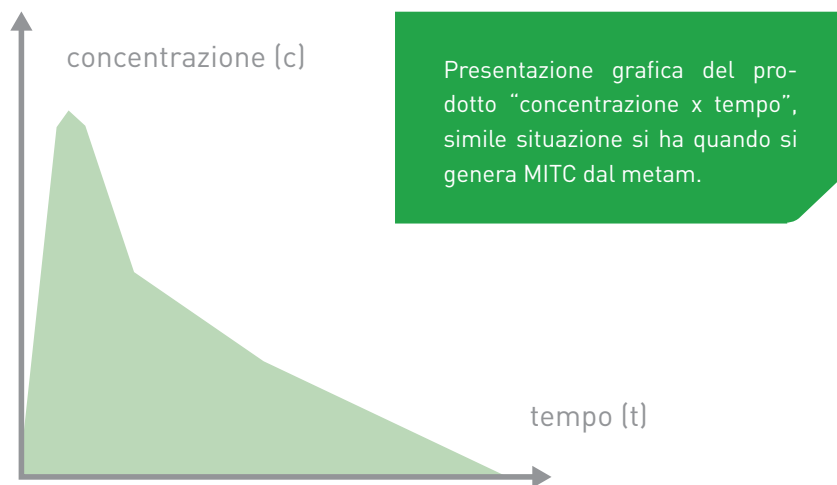 concentrazione (c)
Presentazione grafica del pro-
dotto “concentrazione x tempo”,
simile situazione si ha quando si
genera MITC dal metam.
tempo (t)